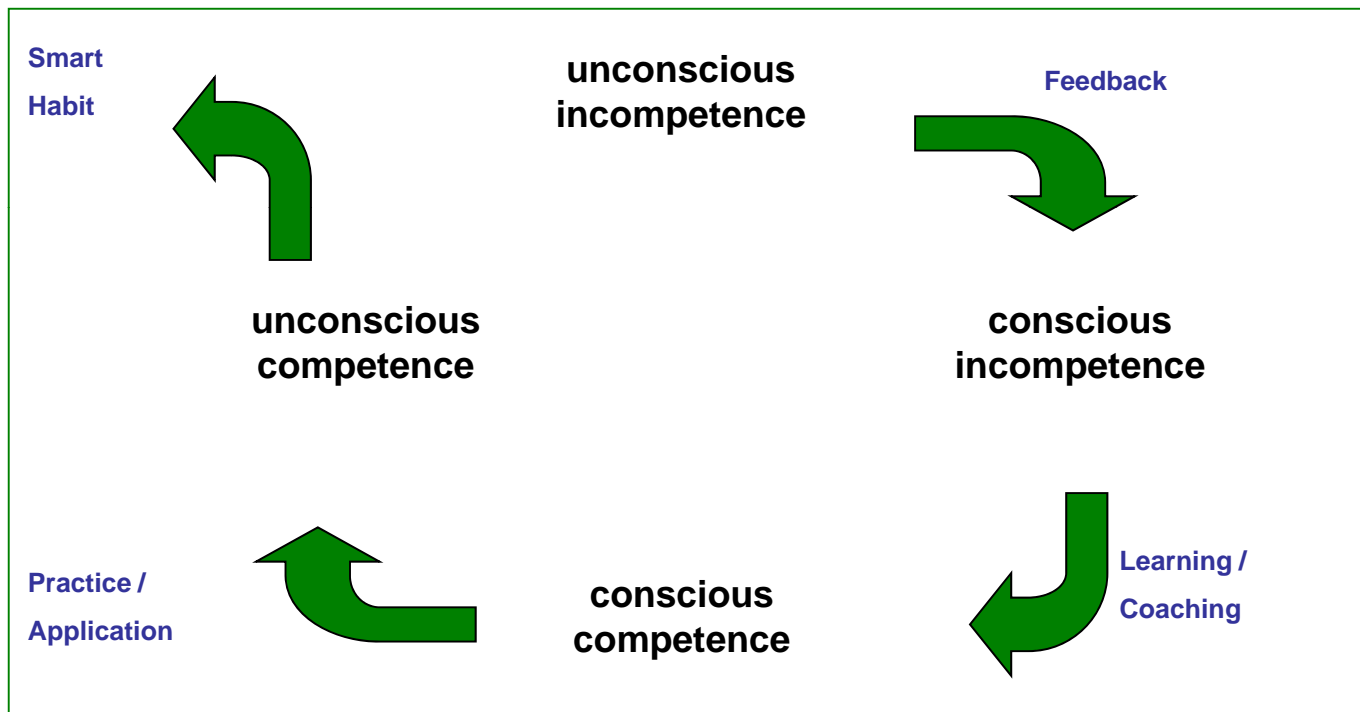 Smart
Habit
unconscious
incompetence
Feedback
unconscious
competence
conscious
incompetence
Practice /
Application
conscious
competence
Learning /
Coaching